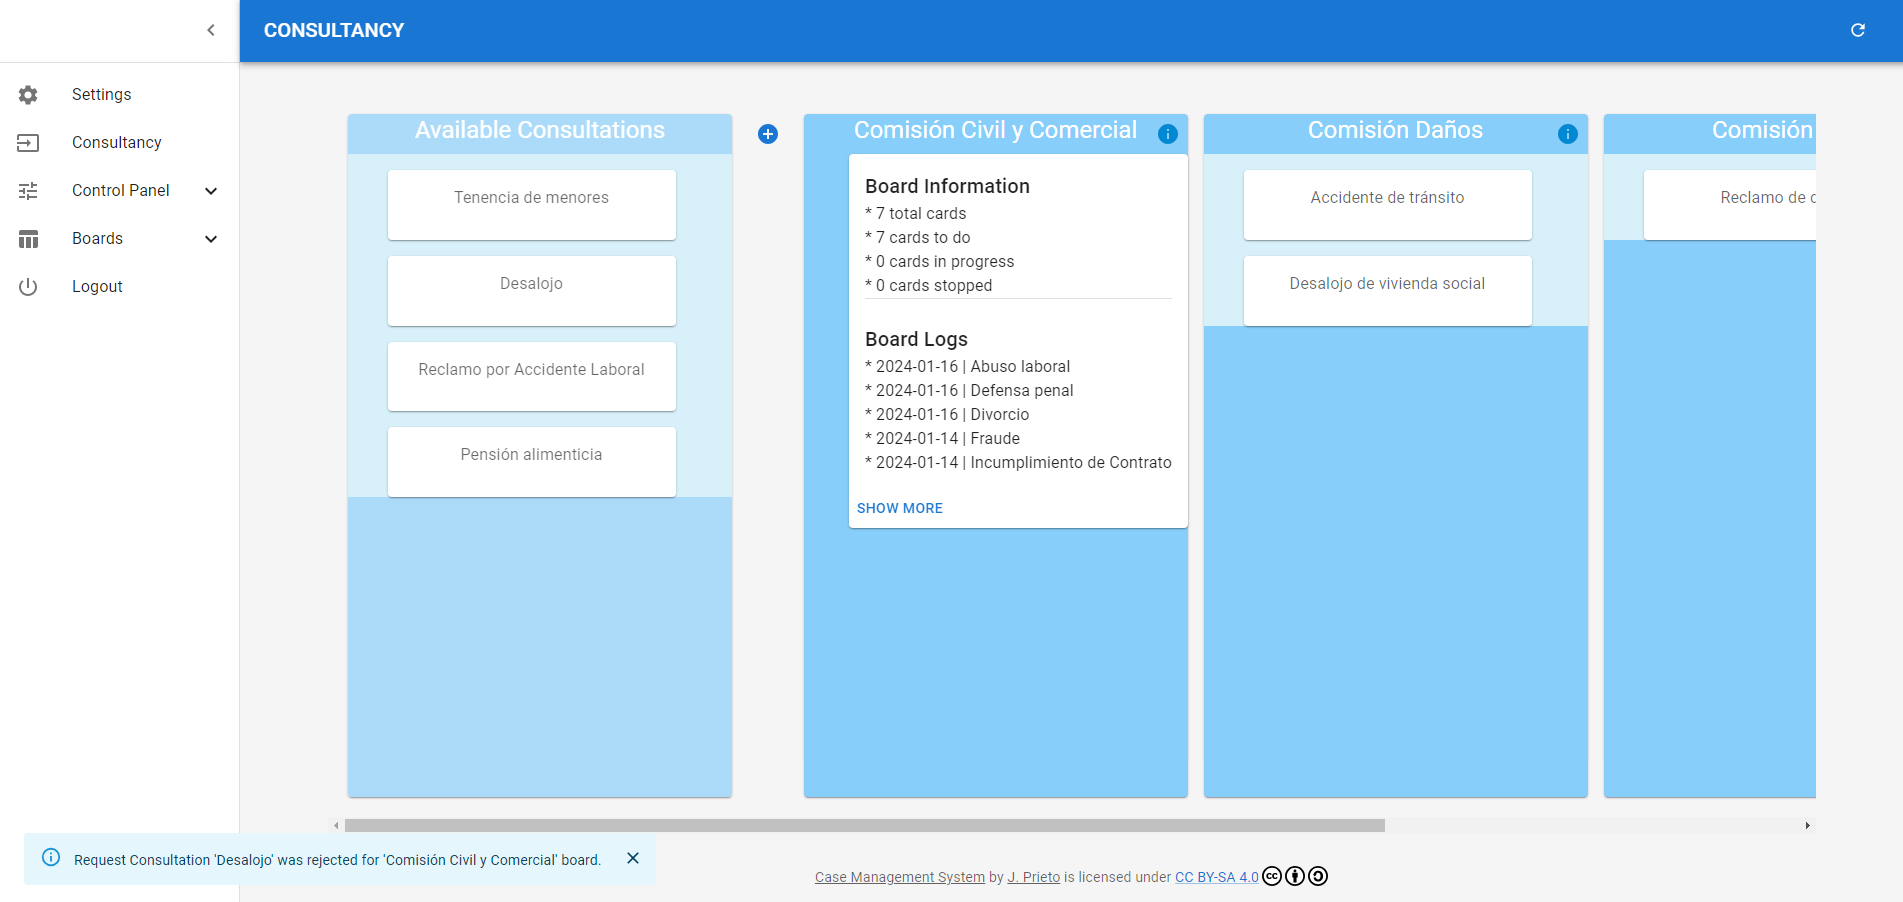 CONSULTANCY
Settings
Consultancy
Control Panel
Boards
Logout
Available Consultations
Tenencia de menores
Desalojo
Reclamo por Accidente Laboral
Pensión alimenticia
Comisión Civil y Comercial
Board Information
* 7 total cards
* 7 cards to do
* 0 cards in progress
* 0 cards stopped
Board Logs
* 2024-01-16 | Abuso laboral
* 2024-01-16 | Defensa penal
* 2024-01-16 | Divorcio
* 2024-01-14 | Fraude
* 2024-01-14 | Incumplimiento de Contrato
SHOW MORE
Comisión Daños
Accidente de tránsito
Desalojo de vivienda social
Comisión
Reclamo de
Request Consultation 'Desalojo' was rejected for 'Comisión Civil y Comercial' board.
Case Management System by J. Prieto is licensed under CC BY-SA 4.0